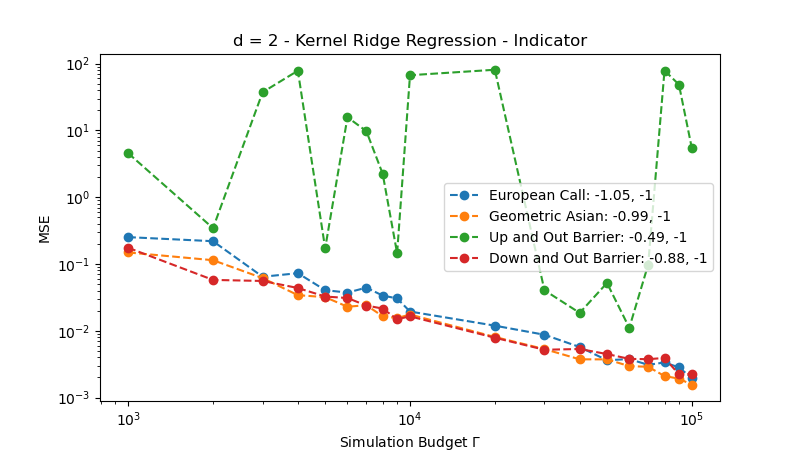 d = 2 - Kernel Ridge Regression - Indicator
MSE
10²
10¹
10⁰
10⁻¹
10⁻²
10⁻³
European Call: -1.05, -1
Geometric Asian: -0.99, -1
Up and Out Barrier: -0.49, -1
Down and Out Barrier: -0.88, -1
10³ 10⁴ 10⁵
Simulation Budget Γ